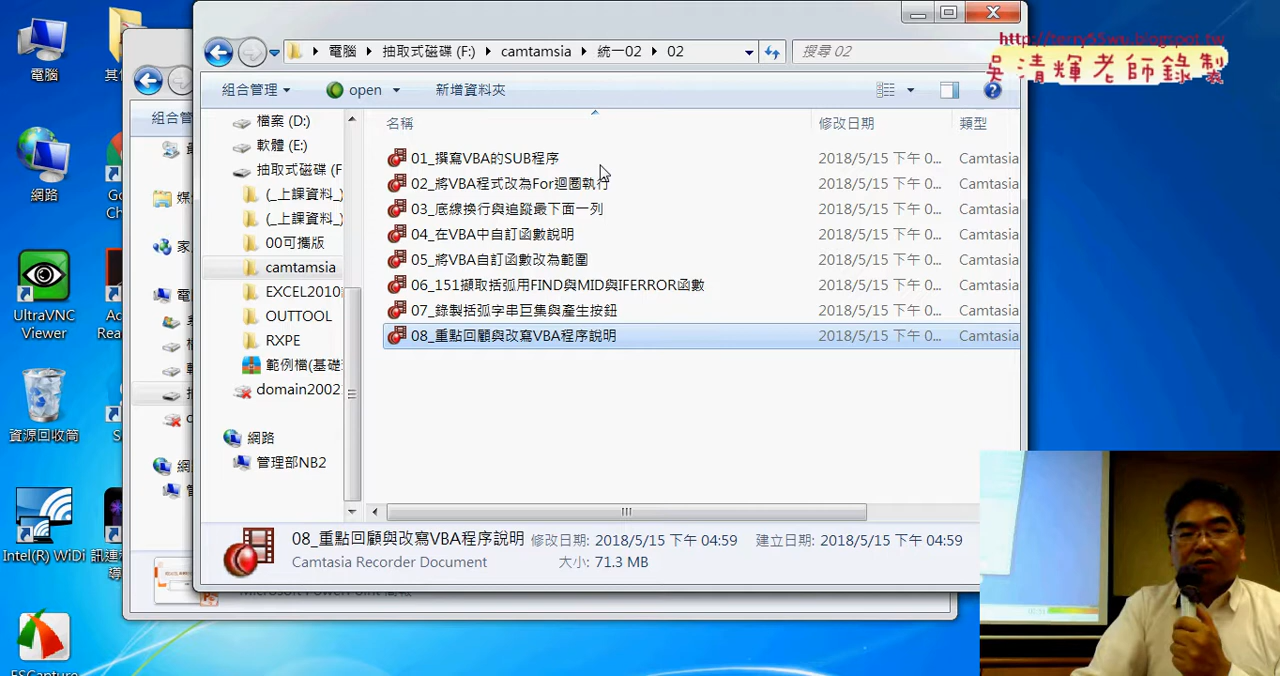 電腦
網路
UltraVNC
Viewer
資源回收筒
Intel(R) WiDi
電腦 抽取式磁碟 (F:) camtamsia 統一02 02
搜尋 02
http://terry55wu.blogspot.tw
吳清輝老師錄製
組合管理 open 新增資料夾
檔案 (D:)
軟體 (E:)
抽取式磁碟 (F
(_上課資料_)
(_上課資料_)
00可攜版
camtamsia
EXCEL2010
OUTTOOL
RXPE
範例檔(基礎
domain2002
網路
管理部NB2
名稱 修改日期 類型
01_撰寫VBA的SUB程序 2018/5/15 下午 0... Camtasia
02_將VBA程式改為For迴圈執行 2018/5/15 下午 0... Camtasia
03_底線換行與追蹤最下面一列 2018/5/15 下午 0... Camtasia
04_在VBA中自訂函數說明 2018/5/15 下午 0... Camtasia
05_將VBA自訂函數改為範圍 2018/5/15 下午 0... Camtasia
06_151擷取括弧用FIND與MID與IFERROR函數 2018/5/15 下午 0... Camtasia
07_錄製括弧字串巨集與產生按鈕 2018/5/15 下午 0... Camtasia
08_重點回顧與改寫VBA程序說明 2018/5/15 下午 0... Camtasia
08_重點回顧與改寫VBA程序說明 修改日期: 2018/5/15 下午 04:59 建立日期: 2018/5/15 下午 04:59
Camtasia Recorder Document 大小: 71.3 MB